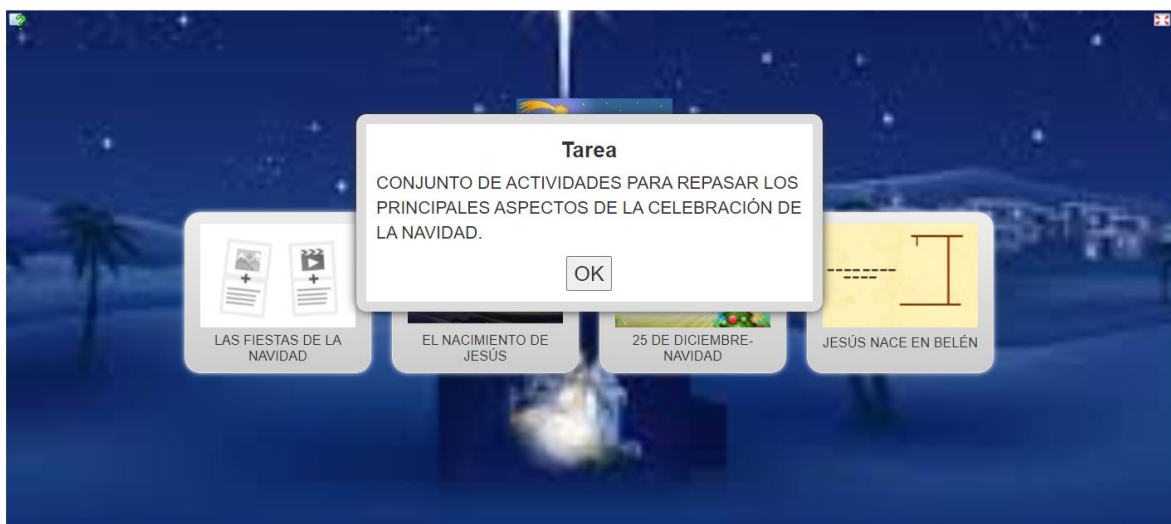 Tarea
CONJUNTO DE ACTIVIDADES PARA REPASAR LOS
PRINCIPALES ASPECTOS DE LA CELEBRACIÓN DE
LA NAVIDAD.
OK
LAS FIESTAS DE LA
NAVIDAD
EL NACIMIENTO DE
JESÚS
25 DE DICIEMBRE-
NAVIDAD
JESÚS NACE EN BELÉN